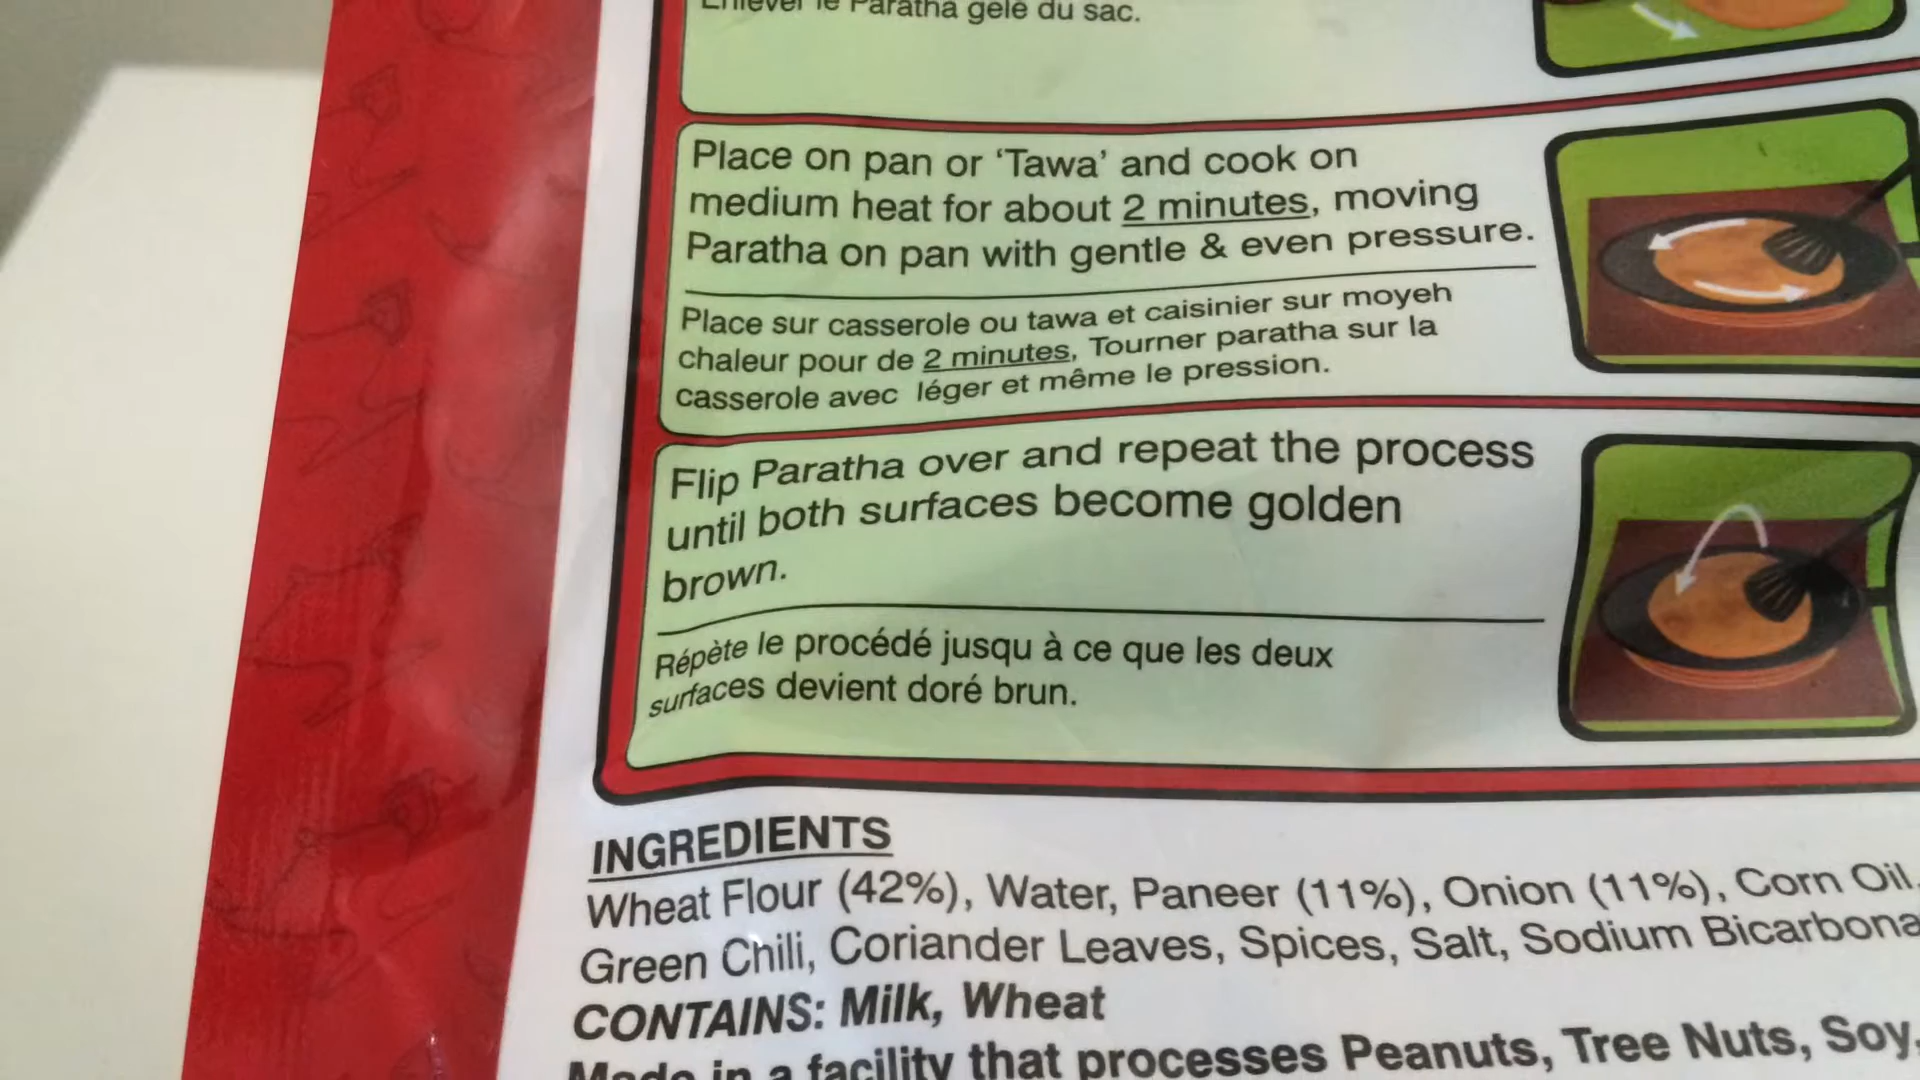 Enlever le Paratha gelé du sac.
Place on pan or ‘Tawa’ and cook on
medium heat for about 2 minutes, moving
Paratha on pan with gentle & even pressure.
Place sur casserole ou tawa et caisinier sur moyeh
chaleur pour de 2 minutes, Tourner paratha sur la
casserole avec léger et même le pression.
Flip Paratha over and repeat the process
until both surfaces become golden
brown.
Répète le procédé jusqu à ce que les deux
surfaces devient doré brun.
INGREDIENTS
Wheat Flour (42%), Water, Paneer (11%), Onion (11%), Corn Oil,
Green Chili, Coriander Leaves, Spices, Salt, Sodium
CONTAINS: Milk, Wheat
Made in a facility that processes Peanuts, Tree Nuts, Soy,